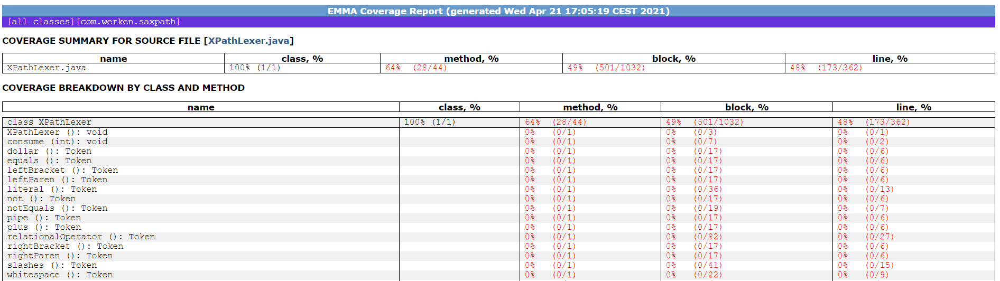 EMMA Coverage Report (generated Wed Apr 21 17:05:19 CEST 2021)
[all classes][com.werken.saxpath]
COVERAGE SUMMARY FOR SOURCE FILE [XPathLexer.java]
name class, % method, % block, % line, %
XPathLexer.java 100% (1/1) 64% (28/44) 49% (501/1032) 48% (173/362)
COVERAGE BREAKDOWN BY CLASS AND METHOD
name class, % method, % block, % line, %
class XPathLexer 100% (1/1) 64% (28/44) 49% (501/1032) 48% (173/362)
XPathLexer (): void 0% (0/1) 0% (0/3) 0% (0/1)
consume (int): void 0% (0/1) 0% (0/7) 0% (0/2)
dollar (): Token 0% (0/1) 0% (0/17) 0% (0/6)
equals (): Token 0% (0/1) 0% (0/17) 0% (0/6)
leftBracket (): Token 0% (0/1) 0% (0/17) 0% (0/6)
leftParen (): Token 0% (0/1) 0% (0/17) 0% (0/6)
literal (): Token 0% (0/1) 0% (0/36) 0% (0/13)
not (): Token 0% (0/1) 0% (0/17) 0% (0/6)
notEquals (): Token 0% (0/1) 0% (0/19) 0% (0/7)
pipe (): Token 0% (0/1) 0% (0/17) 0% (0/6)
plus (): Token 0% (0/1) 0% (0/17) 0% (0/6)
relationalOperator (): Token 0% (0/1) 0% (0/82) 0% (0/27)
rightBracket (): Token 0% (0/1) 0% (0/17) 0% (0/6)
rightParen (): Token 0% (0/1) 0% (0/17) 0% (0/6)
slashes (): Token 0% (0/1) 0% (0/41) 0% (0/15)
whitespace (): Token 0% (0/1) 0% (0/22) 0% (0/9)